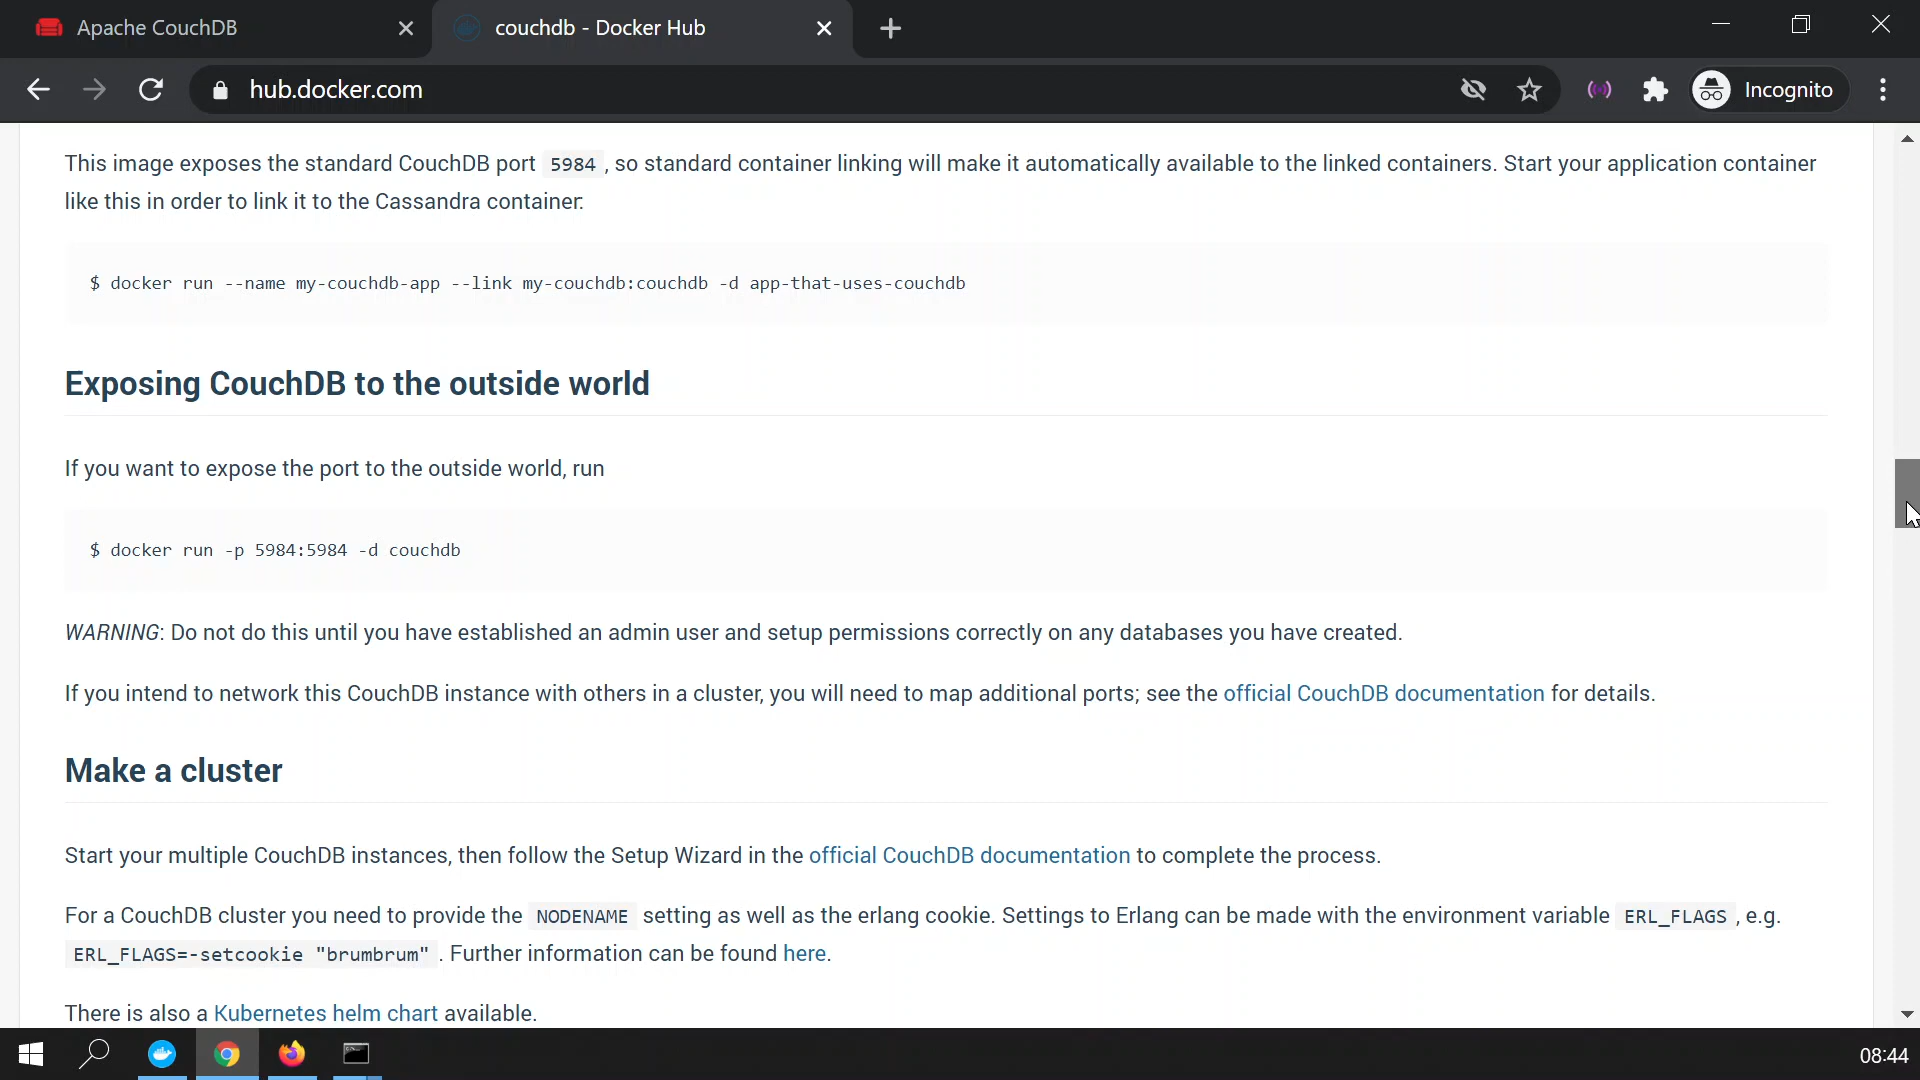 Apache CouchDB
couchdb - Docker Hub
hub.docker.com
Incognito
This image exposes the standard CouchDB port 5984 , so standard container linking will make it automatically available to the linked containers. Start your application container
like this in order to link it to the Cassandra container:
$ docker run --name my-couchdb-app --link my-couchdb:couchdb -d app-that-uses-couchdb
Exposing CouchDB to the outside world
If you want to expose the port to the outside world, run
$ docker run -p 5984:5984 -d couchdb
WARNING: Do not do this until you have established an admin user and setup permissions correctly on any databases you have created.
If you intend to network this CouchDB instance with others in a cluster, you will need to map additional ports; see the official CouchDB documentation for details.
Make a cluster
Start your multiple CouchDB instances, then follow the Setup Wizard in the official CouchDB documentation to complete the process.
For a CouchDB cluster you need to provide the NODENAME setting as well as the erlang cookie. Settings to Erlang can be made with the environment variable ERL_FLAGS , e.g.
ERL_FLAGS=-setcookie "brumbrum" . Further information can be found here.
There is also a Kubernetes helm chart available.
08:44